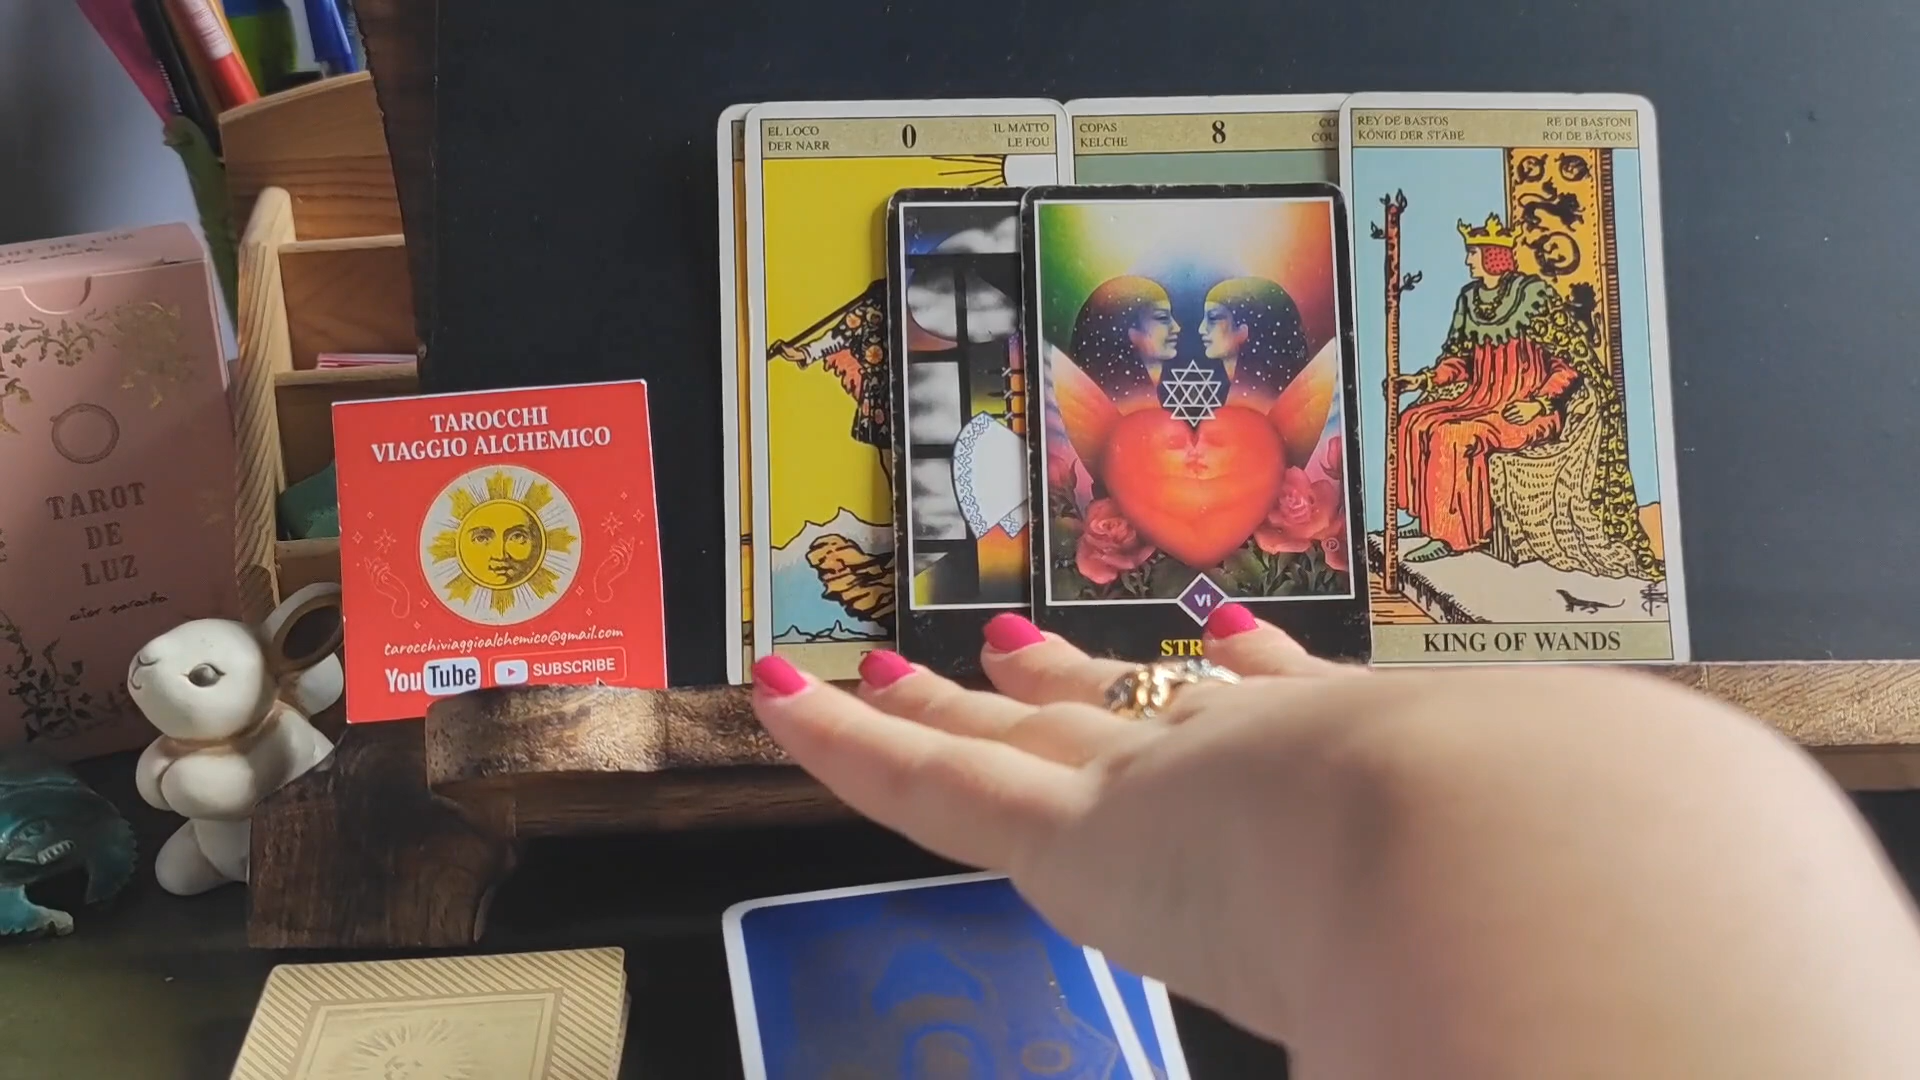 TAROT
DE
LUZ
TAROCCHI
VIAGGIO ALCHEMICO
tarocchiviaggioalchemico@gmail.com
YouTube SUBSCRIBE
EL LOCO
DER NARR
0
IL MATTO
LE FOU
COPAS
KELCHE
8
CO
COU
REY DE BASTOS
KÖNIG DER STÄBE
RE DI BASTONI
ROI DE BÂTONS
VI
STR
KING OF WANDS